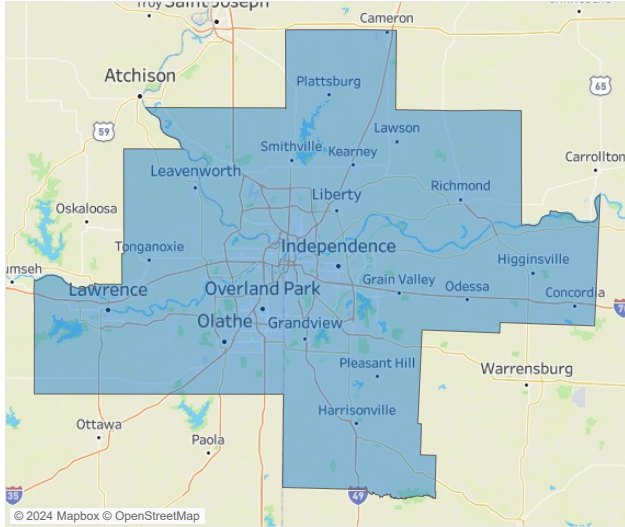 Troy
Saint Joseph
Cameron
Atchison
Plattsburg
65
59
Lawson
Smithville
Kearney
Carrollton
Leavenworth
Liberty
Richmond
Oskaloosa
Tonganoxie
Independence
Higginsville
umseh
Lawrence
Overland Park
Grain Valley
Odessa
Concordia
Olathe
Grandview
Pleasant Hill
Warrensburg
Harrisonville
Ottawa
Paola
35
49
© 2024 Mapbox © OpenStreetMap